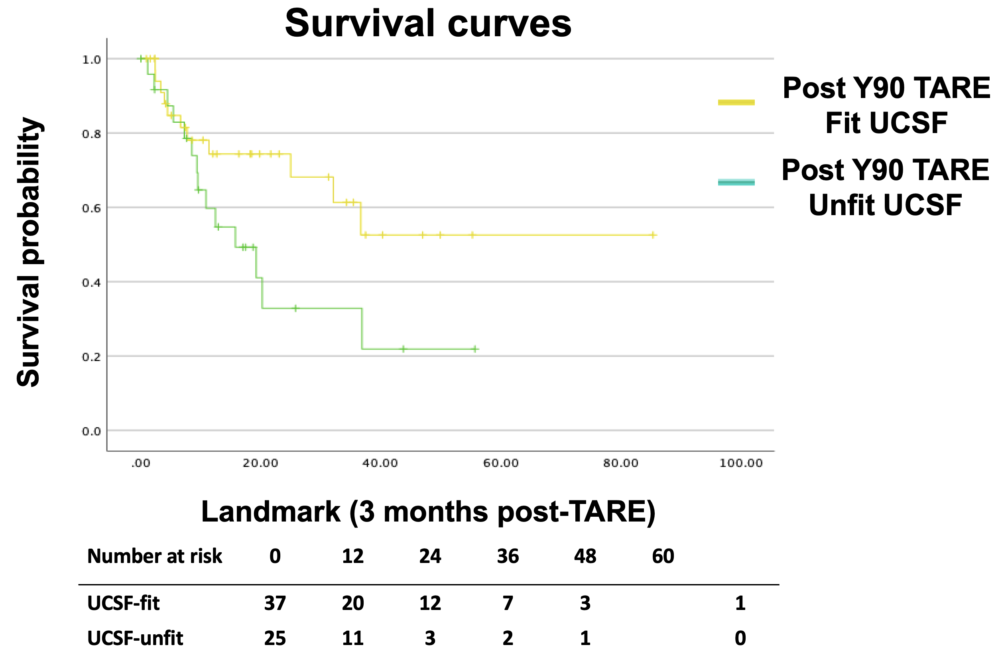 Survival curves
Survival probability
1.0
0.8
0.6
0.4
0.2
0.0
.00 20.00 40.00 60.00 80.00 100.00
Post Y90 TARE
Fit UCSF
Post Y90 TARE
Unfit UCSF
Landmark (3 months post-TARE)
Number at risk 0 12 24 36 48 60
UCSF-fit 37 20 12 7 3 1
UCSF-unfit 25 11 3 2 1 0